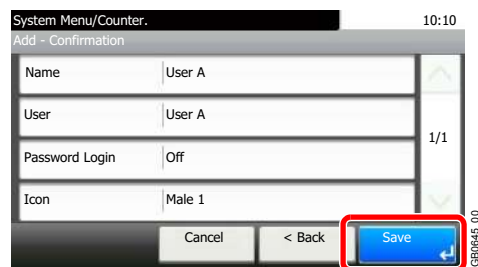 System Menu/Counter. 10:10
Add - Confirmation
Name User A
User User A
1/1
Password Login Off
Icon Male 1
Cancel < Back Save
GB0645_00